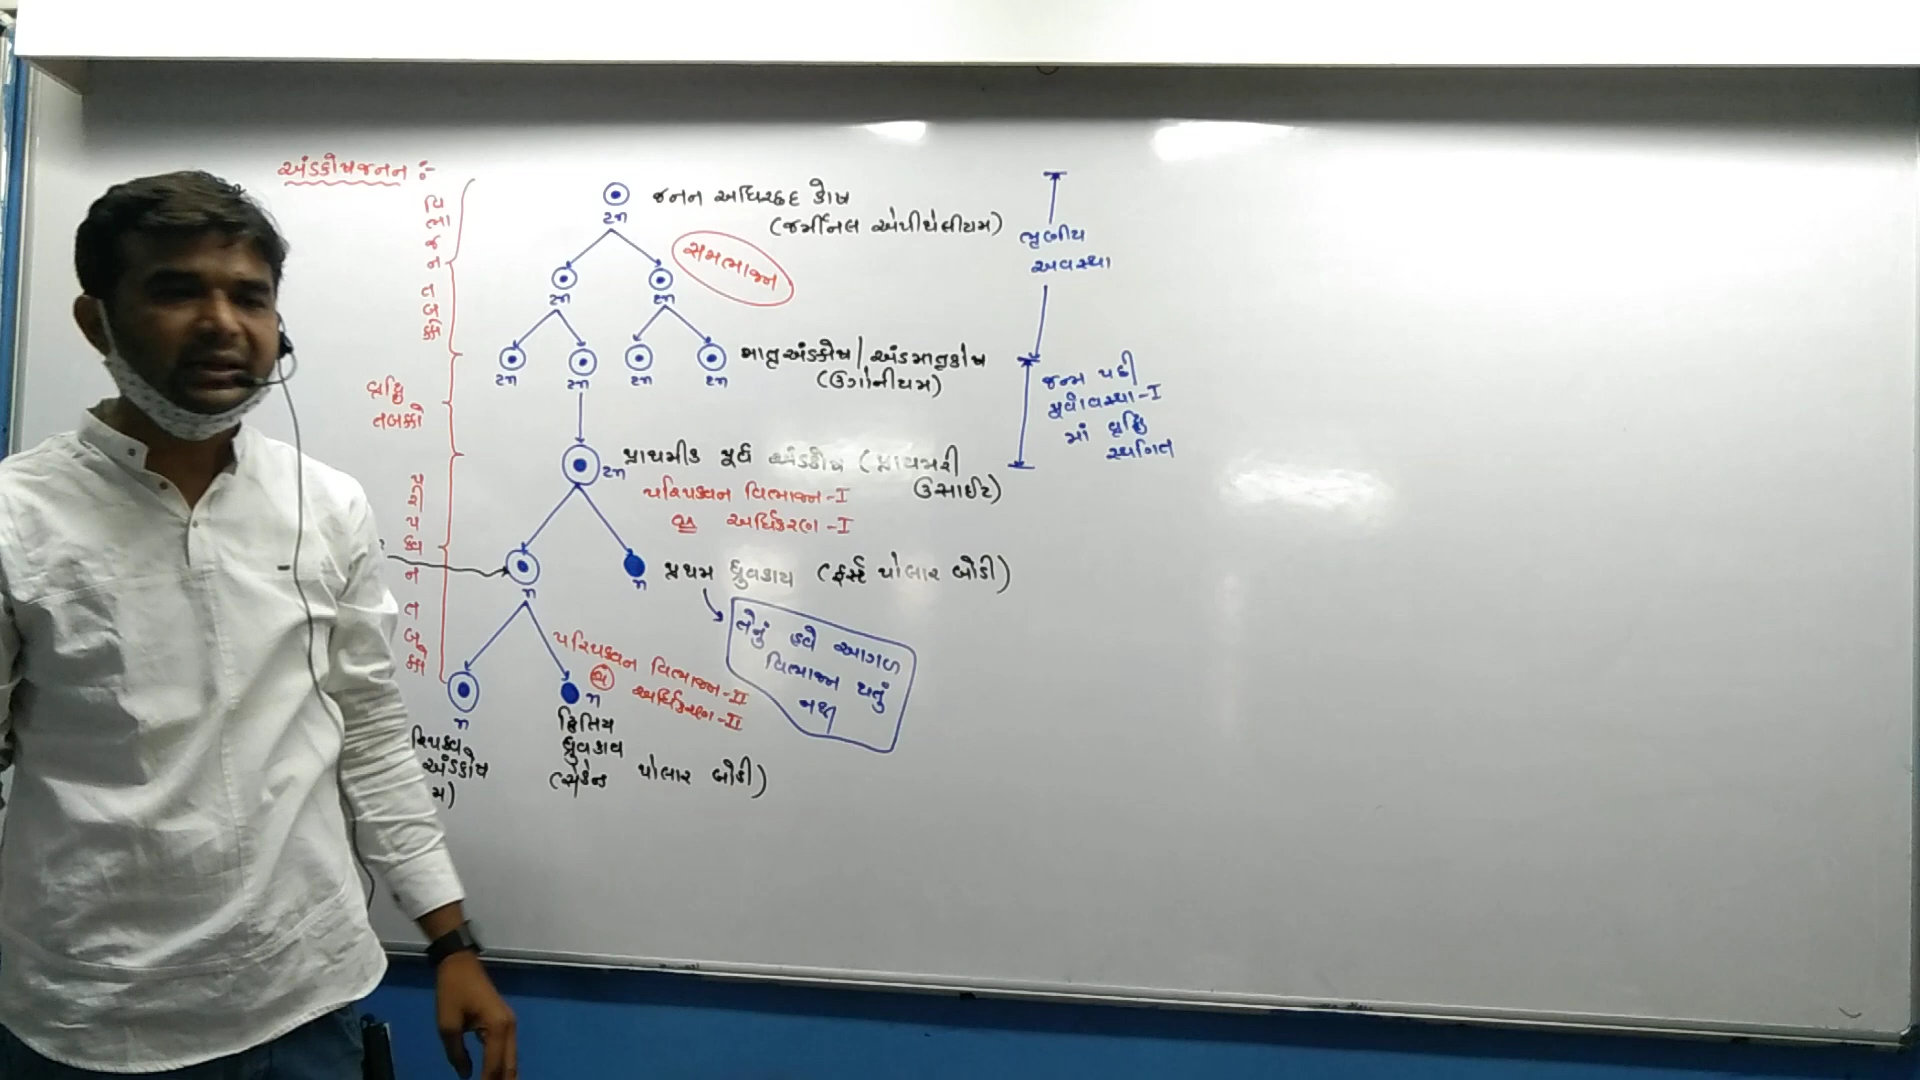 અંડકોષજનન :-
વિભાજન તબક્કો
વૃદ્ધિ
તબક્કો
પરીપક્વન તબક્કો
2n
જનન અધિચ્છદ કોષ
(જર્મીનલ એપીથેલીયમ)
સમભાજન
2n 2n
2n 2n 2n 2n
માતૃઅંડકોષ/અંડમાતૃકોષ
(ઉગોનીયમ)
2n
પ્રાથમીક પૂર્વ અંડકોષ (પ્રાયમરી
ઉસાઈટ)
પરિપક્વન વિભાજન-I
અર્ધિકરણ-I
n n
પ્રથમ ધ્રુવકાય (ફર્સ્ટ પોલાર બોડી)
તેનું હવે આગળ
વિભાજન થતું
નથી
પરિપક્વન વિભાજન-II
અર્ધિકરણ-II
n n
રિપક્વ
અંડકોષ
મ)
દ્વિતિય
ધ્રુવકાય
(સેકેન્ડ પોલાર બોડી)
ભૃણીય
અવસ્થા
જન્મ પછી
પૂર્વાવસ્થા-I
માં વૃદ્ધિ
સ્થગિત